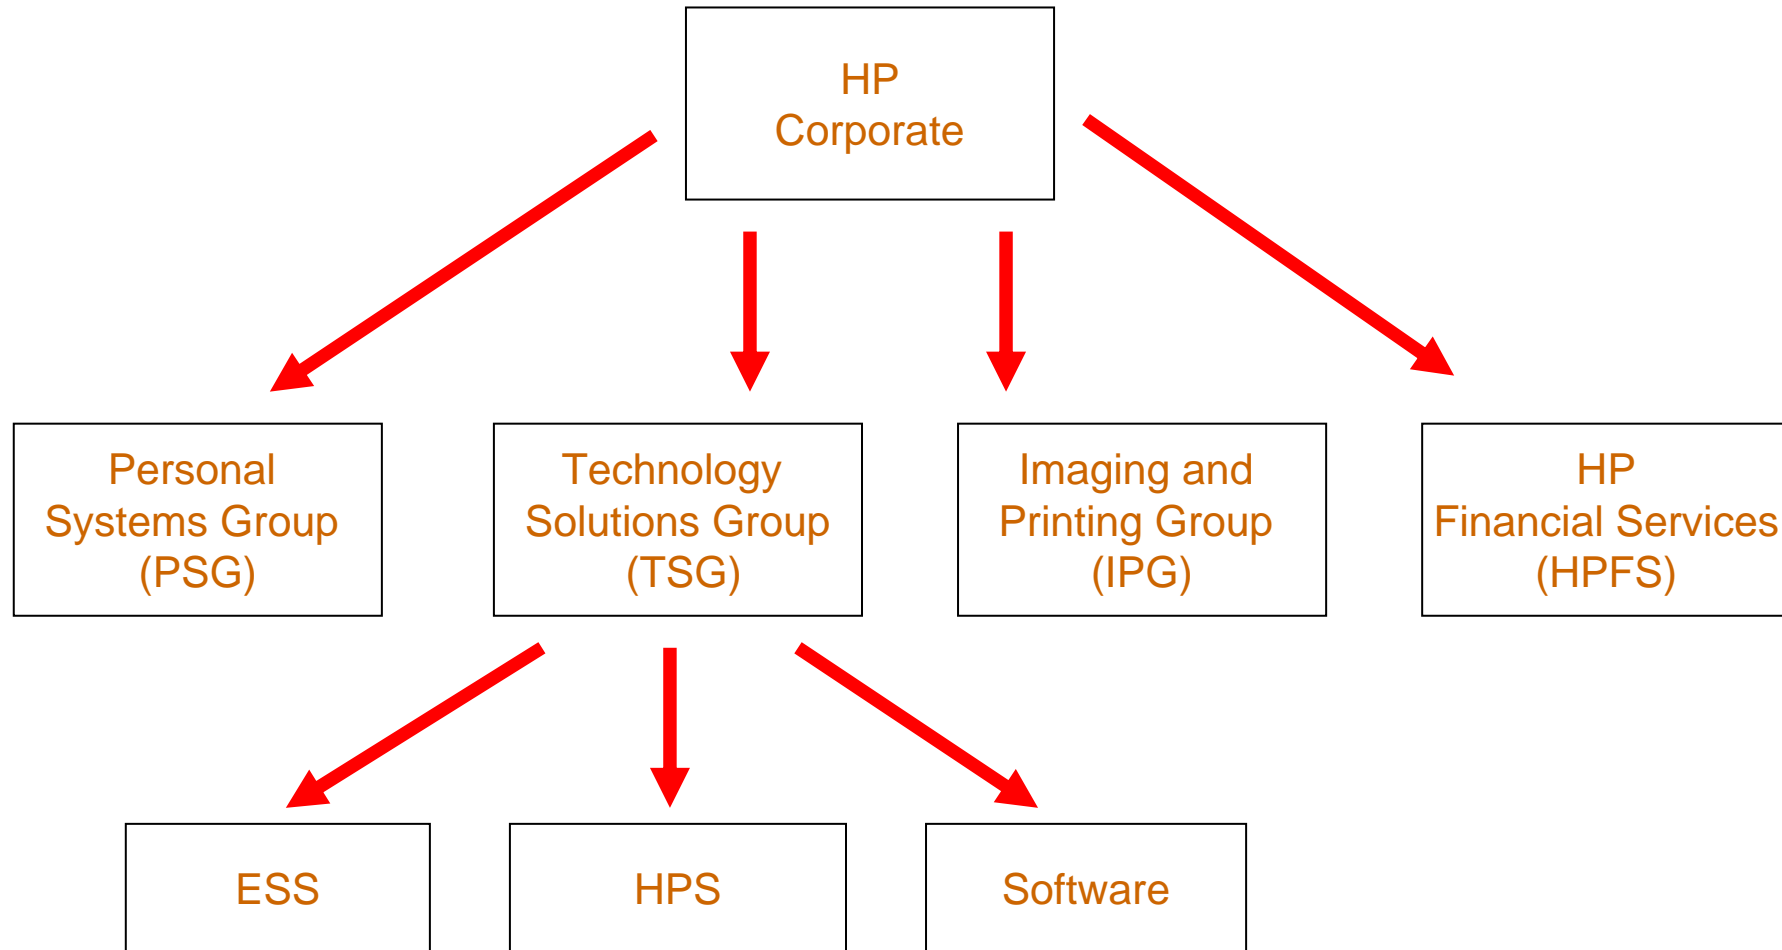 HP
Corporate
Personal
Systems Group
(PSG)
Technology
Solutions Group
(TSG)
Imaging and
Printing Group
(IPG)
HP
Financial Services
(HPFS)
ESS
HPS
Software